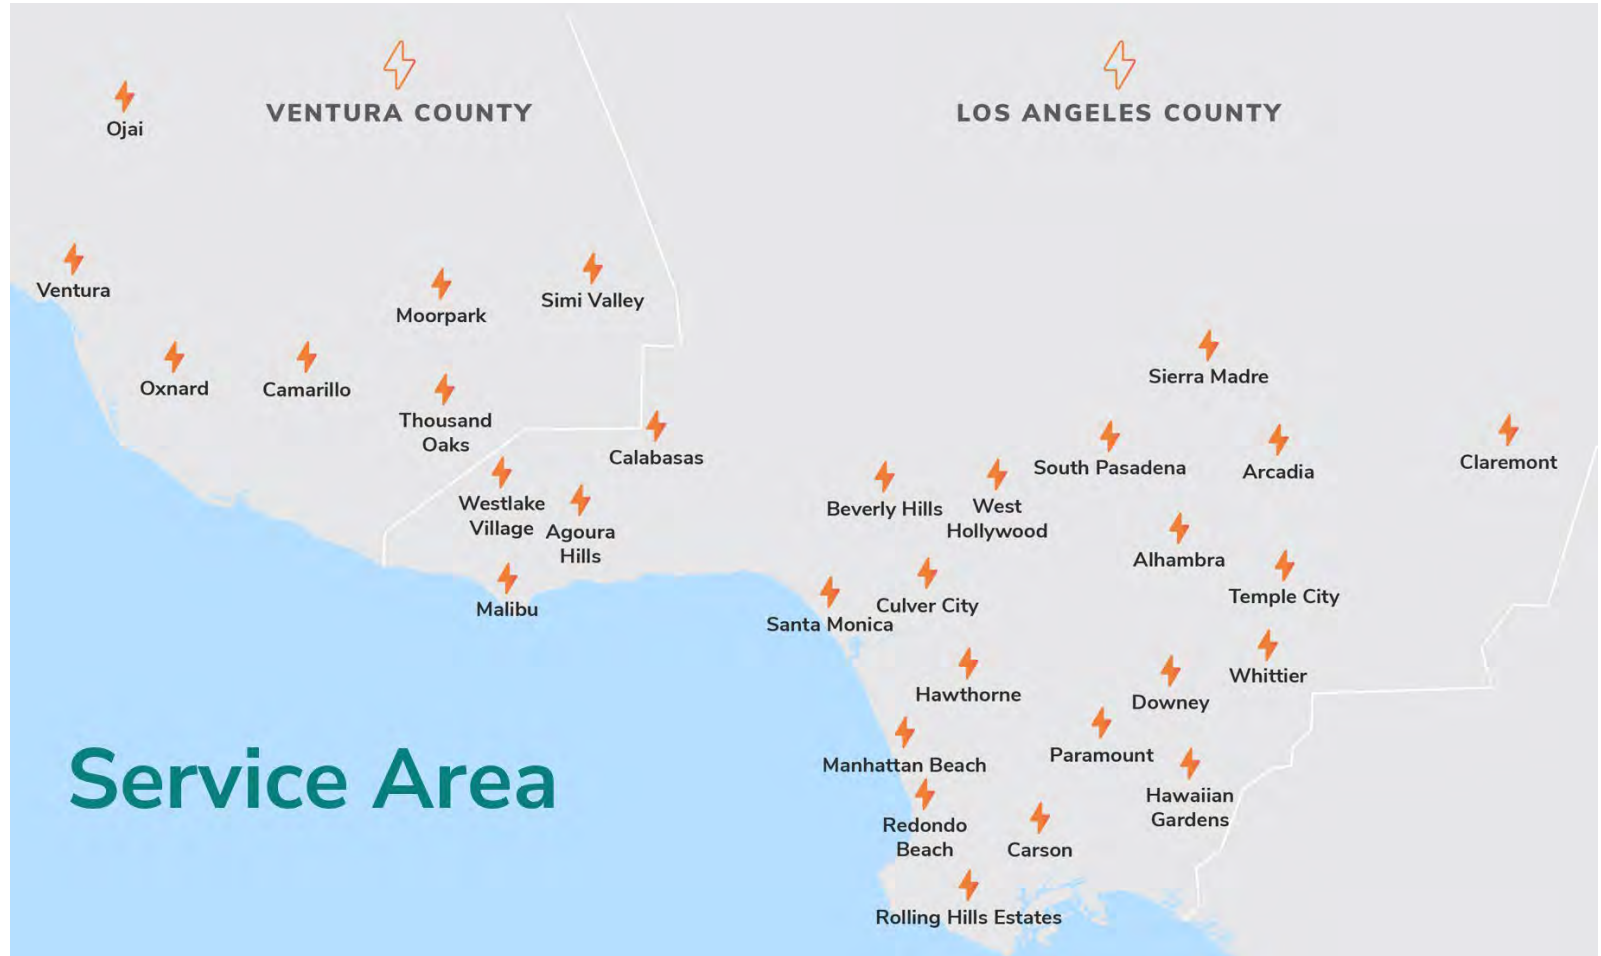 VENTURA COUNTY
LOS ANGELES COUNTY
Ojai
Ventura
Moorpark
Simi Valley
Oxnard
Camarillo
Thousand
Oaks
Calabasas
Westlake
Village
Agoura
Hills
Malibu
Sierra Madre
South Pasadena
Arcadia
Claremont
Beverly Hills
West
Hollywood
Alhambra
Temple City
Culver City
Santa Monica
Whittier
Hawthorne
Downey
Paramount
Manhattan Beach
Hawaiian
Gardens
Redondo
Beach
Carson
Rolling Hills Estates
Service Area